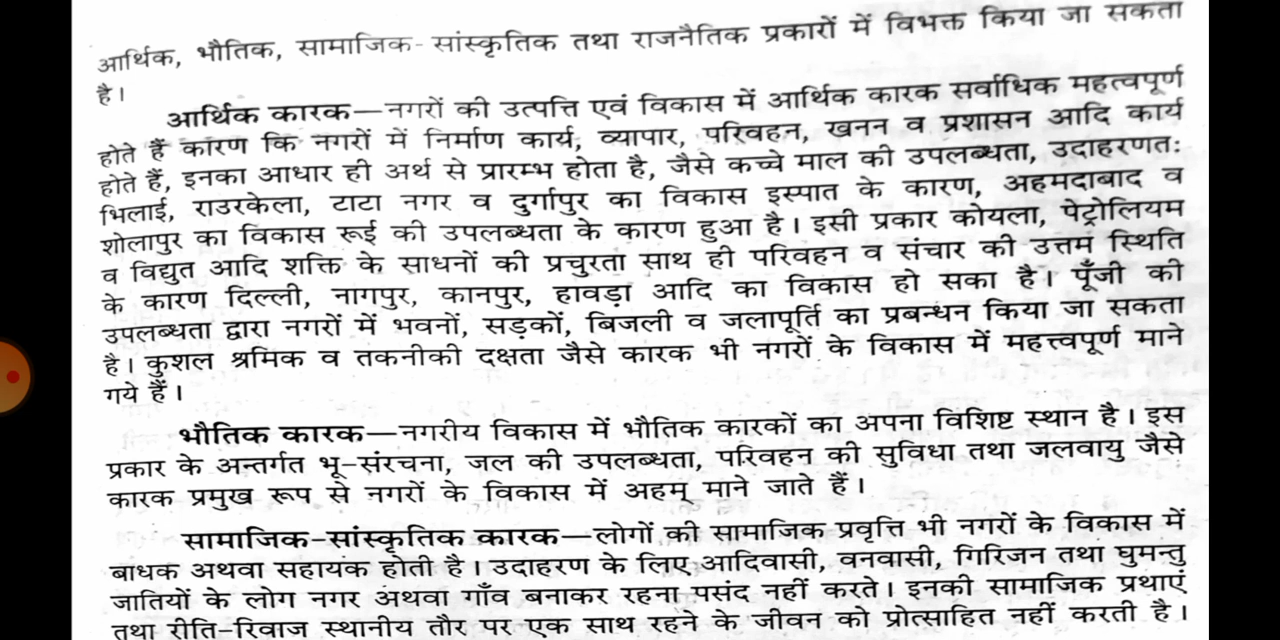 आर्थिक, भौतिक, सामाजिक-सांस्कृतिक तथा राजनैतिक प्रकारों में विभक्त किया जा सकता
है।
आर्थिक कारक—नगरों की उत्पत्ति एवं विकास में आर्थिक कारक सर्वाधिक महत्वपूर्ण
होते हैं कारण कि नगरों में निर्माण कार्य, व्यापार, परिवहन, खनन व प्रशासन आदि कार्य
होते हैं, इनका आधार ही अर्थ से प्रारम्भ होता है, जैसे कच्चे माल की उपलब्धता, उदाहरणतः
भिलाई, राउरकेला, टाटा नगर व दुर्गापुर का विकास इस्पात के कारण, अहमदाबाद व
शोलापुर का विकास रूई की उपलब्धता के कारण हुआ है। इसी प्रकार कोयला, पेट्रोलियम
व विद्युत आदि शक्ति के साधनों की प्रचुरता साथ ही परिवहन व संचार की उत्तम स्थिति
के कारण दिल्ली, नागपुर, कानपुर, हावड़ा आदि का विकास हो सका है। पूँजी की
उपलब्धता द्वारा नगरों में भवनों, सड़कों, बिजली व जलापूर्ति का प्रबन्धन किया जा सकता
है। कुशल श्रमिक व तकनीकी दक्षता जैसे कारक भी नगरों के विकास में महत्त्वपूर्ण माने
गये हैं।
भौतिक कारक—नगरीय विकास में भौतिक कारकों का अपना विशिष्ट स्थान है। इस
प्रकार के अन्तर्गत भू-संरचना, जल की उपलब्धता, परिवहन की सुविधा तथा जलवायु जैसे
कारक प्रमुख रूप से नगरों के विकास में अहम् माने जाते हैं।
सामाजिक-सांस्कृतिक कारक—लोगों की सामाजिक प्रवृत्ति भी नगरों के विकास में
बाधक अथवा सहायक होती है। उदाहरण के लिए आदिवासी, वनवासी, गिरिजन तथा घुमन्तु
जातियों के लोग नगर अथवा गाँव बनाकर रहना पसंद नहीं करते। इनकी सामाजिक प्रथाएं
तथा रीति-रिवाज स्थानीय तौर पर एक साथ रहने के जीवन को प्रोत्साहित नहीं करती है।